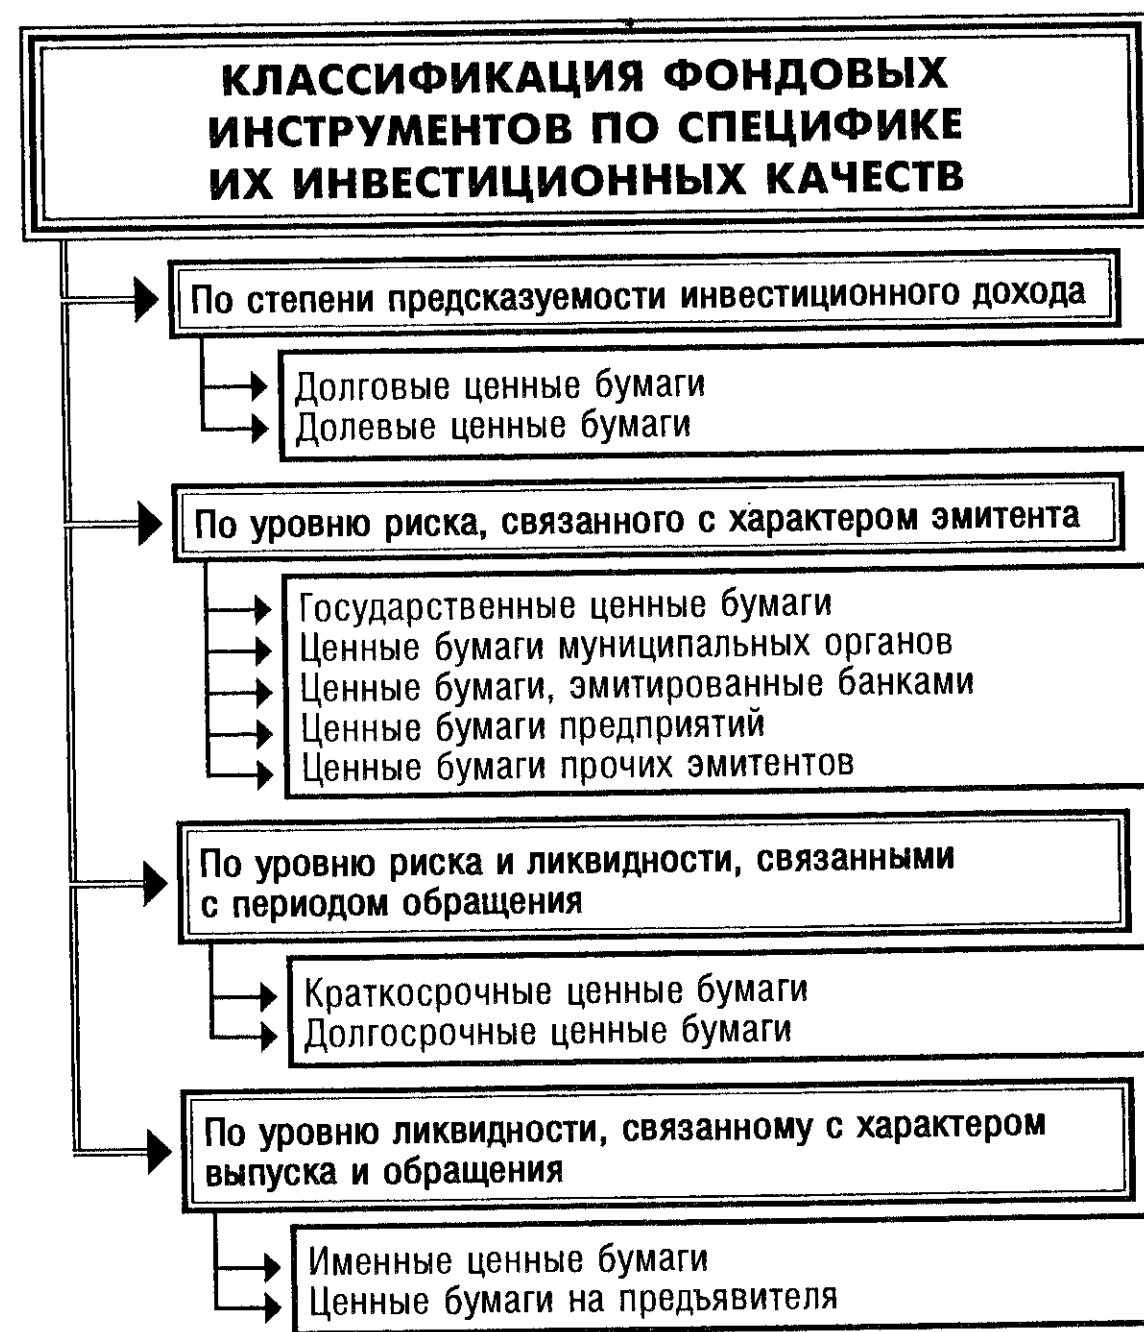 КЛАССИФИКАЦИЯ ФОНДОВЫХ
ИНСТРУМЕНТОВ ПО СПЕЦИФИКЕ
ИХ ИНВЕСТИЦИОННЫХ КАЧЕСТВ
По степени предсказуемости инвестиционного дохода
Долговые ценные бумаги
Долевые ценные бумаги
По уровню риска, связанного с характером эмитента
Государственные ценные бумаги
Ценные бумаги муниципальных органов
Ценные бумаги, эмитированные банками
Ценные бумаги предприятий
Ценные бумаги прочих эмитентов
По уровню риска и ликвидности, связанными
с периодом обращения
Краткосрочные ценные бумаги
Долгосрочные ценные бумаги
По уровню ликвидности, связанному с характером
выпуска и обращения
Именные ценные бумаги
Ценные бумаги на предъявителя